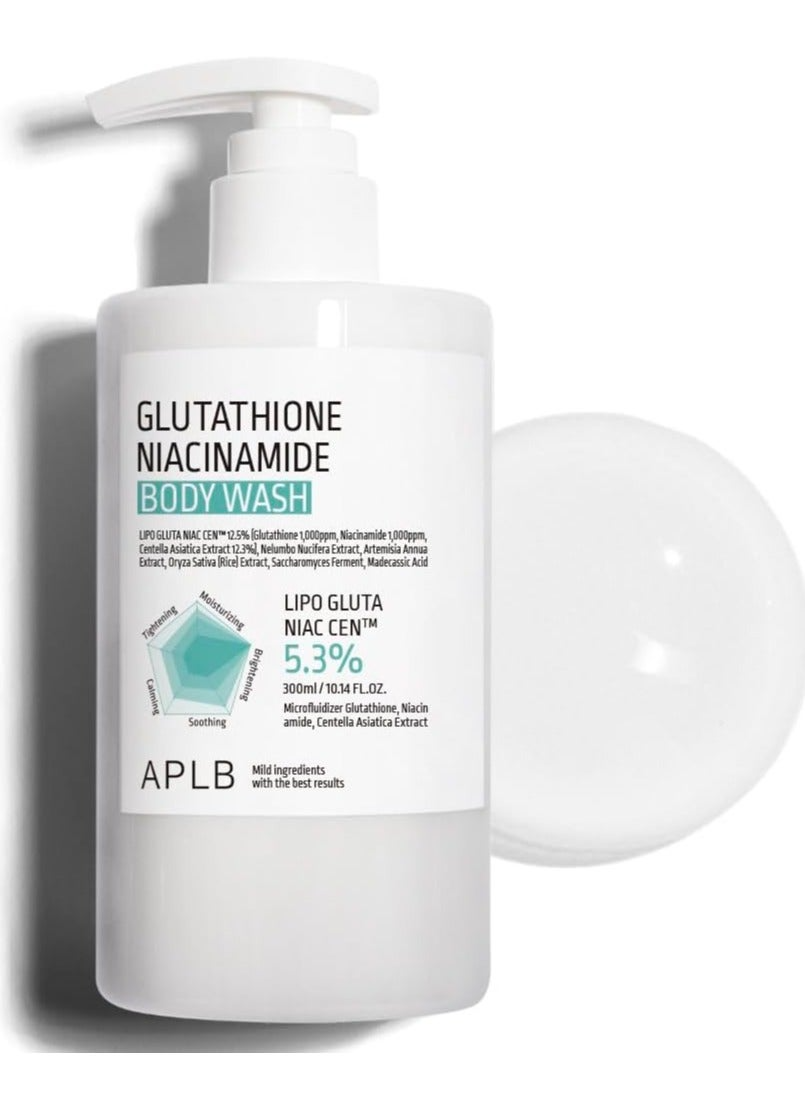 GLUTATHIONE
NIACINAMIDE
BODY WASH
LIPO GLUTA NIAC CEN™ 12.5% (Glutathione 1,000ppm, Niacinamide 1,000ppm,
Centella Asiatica Extract 12.3%), Nelumbo Nucifera Extract, Artemisia Annua
Extract, Oryza Sativa (Rice) Extract, Saccharomyces Ferment, Madecassic Acid
Tightening
Moisturizing
Brightening
Calming
Soothing
LIPO GLUTA
NIAC CEN™
5.3%
300ml / 10.14 FL.OZ.
Microfluidizer Glutathione, Niacin
amide, Centella Asiatica Extract
APLB
Mild ingredients
with the best results